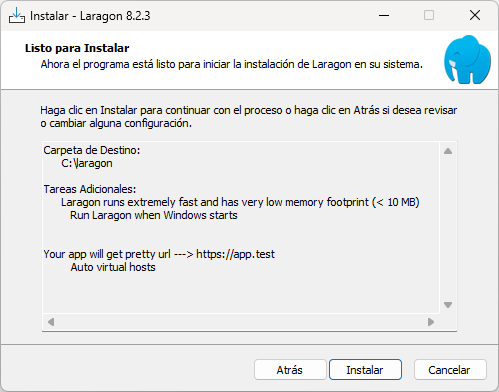 Instalar - Laragon 8.2.3
Listo para Instalar
Ahora el programa está listo para iniciar la instalación de Laragon en su sistema.
Haga clic en Instalar para continuar con el proceso o haga clic en Atrás si desea revisar
o cambiar alguna configuración.
Carpeta de Destino:
C:\laragon
Tareas Adicionales:
Laragon runs extremely fast and has very low memory footprint (< 10 MB)
Run Laragon when Windows starts
Your app will get pretty url ---> https://app.test
Auto virtual hosts
Atrás
Instalar
Cancelar